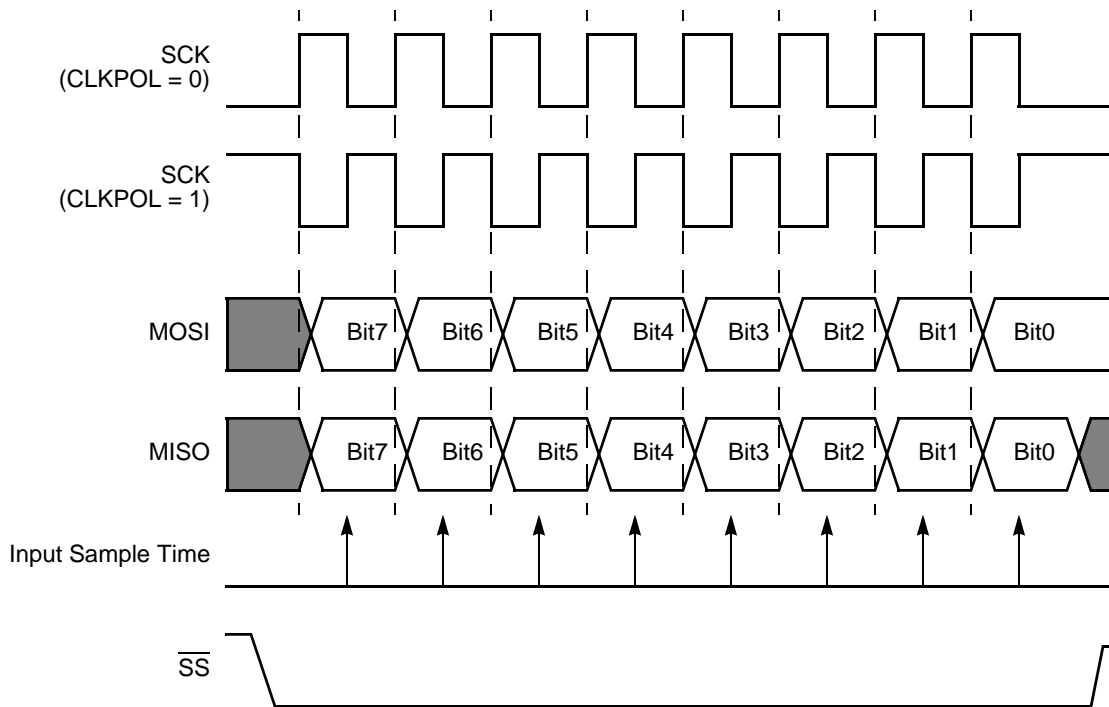 SCK
(CLKPOL = 0)
SCK
(CLKPOL = 1)
MOSI
Bit7 Bit6 Bit5 Bit4 Bit3 Bit2 Bit1 Bit0
MISO
Bit7 Bit6 Bit5 Bit4 Bit3 Bit2 Bit1 Bit0
Input Sample Time
SS